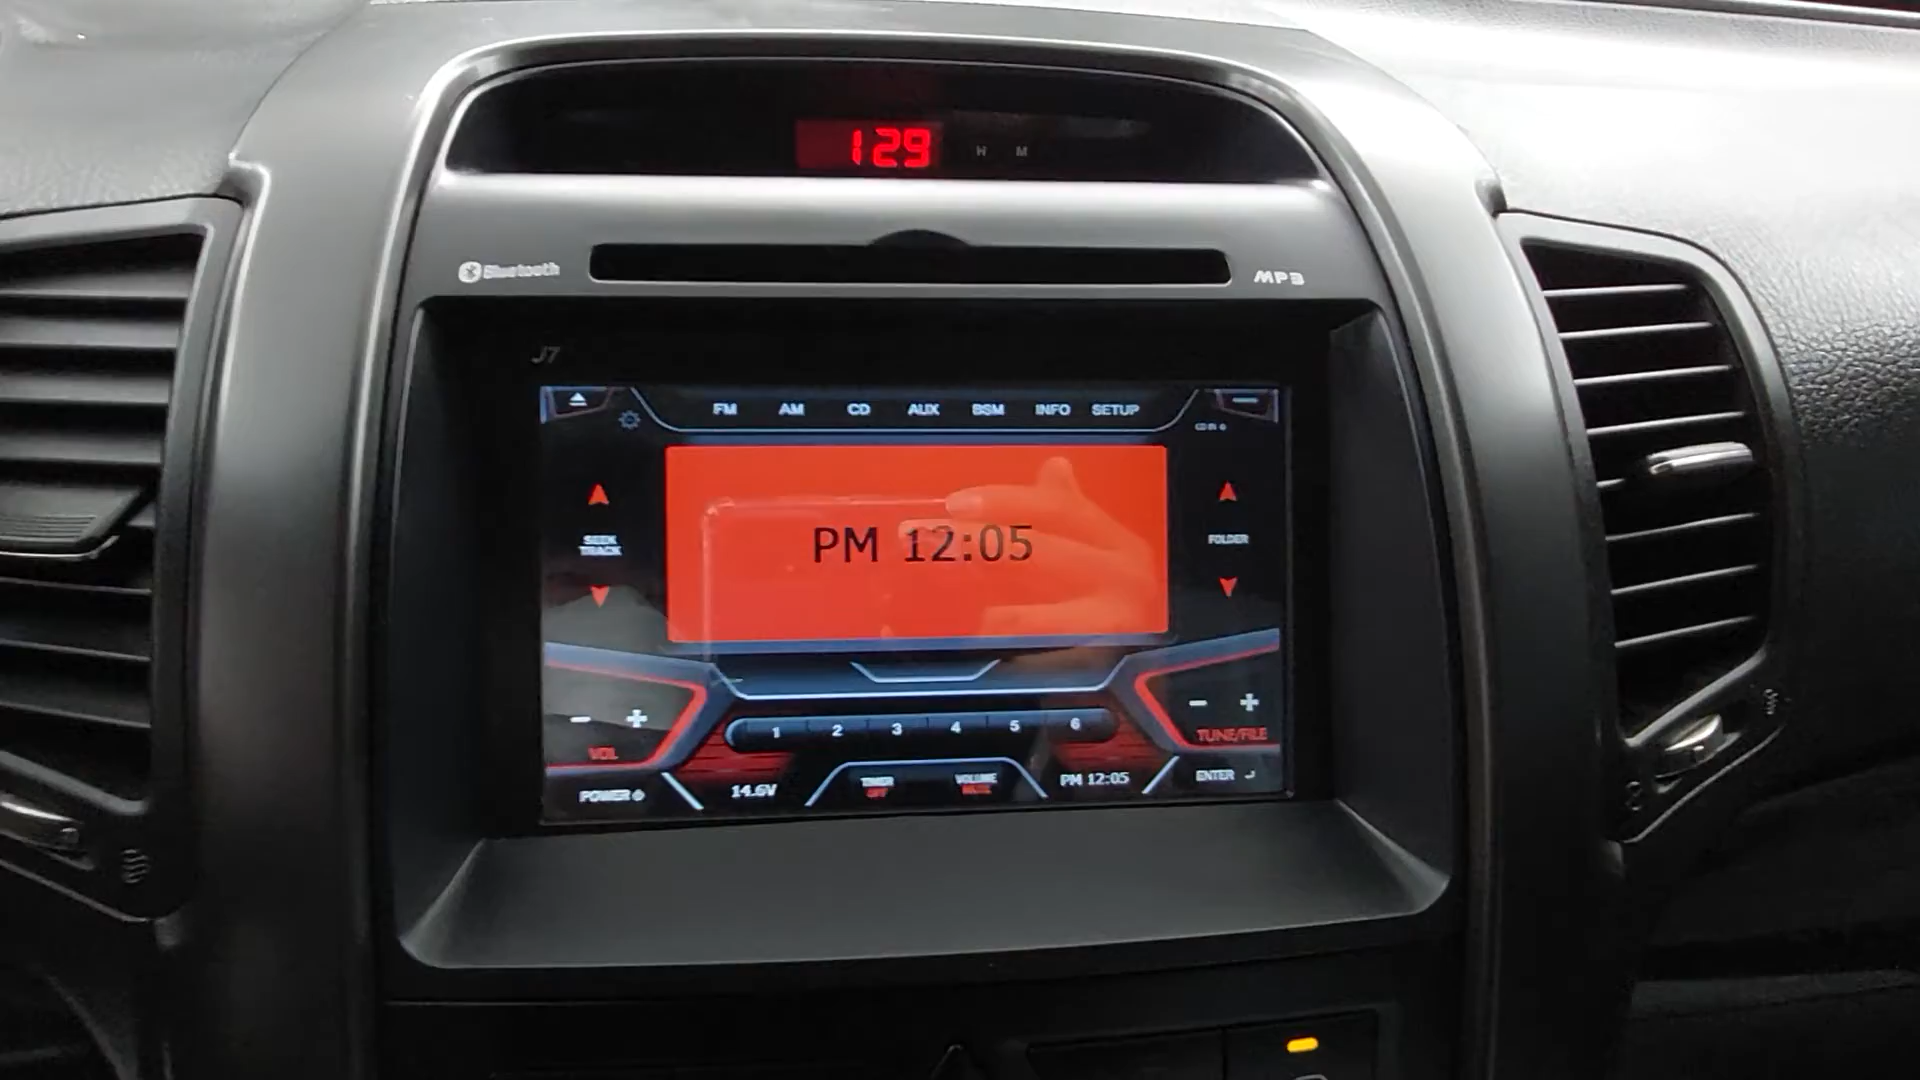 129 H M
Bluetooth
MP3
J7
FM AM CD AUX BSM INFO SETUP
CD IN
SEEK
TRACK
PM 12:05
FOLDER
- +
VOL
1 2 3 4 5 6
- +
TUNE/FILE
POWER
14.6V
TIMER
OFF
VOLUME
MUTE
PM 12:05
ENTER